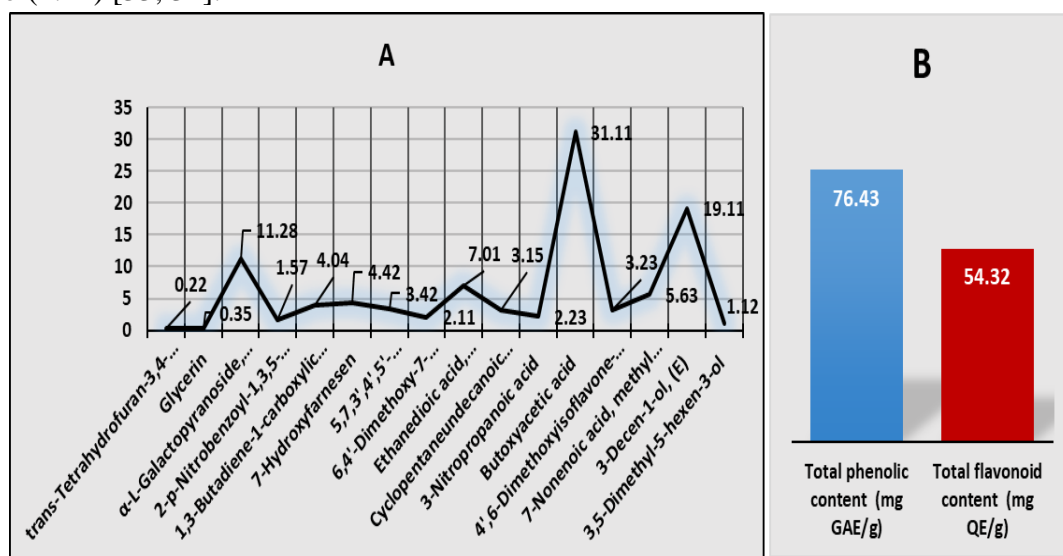 A
35
30
25
20
15
10
5
0
0.22
0.35
11.28
1.57
4.04
4.42
3.42
2.11
7.01
3.15
2.23
31.11
3.23
5.63
19.11
1.12
trans-Tetrahydrofuran-3,4-...
Glycerin
α-L-Galactopyranoside,...
2-p-Nitrobenzoyl-1,3,5-...
1,3-Butadiene-1-carboxylic...
7-Hydroxyfarnesen
5,7,3',4',5'-...
6,4'-Dimethoxy-7-...
Ethanedioic acid,...
Cyclopentaneundecanoic...
3-Nitropropanoic acid
Butoxyacetic acid
4',6-Dimethoxyisoflavone-...
7-Nonenoic acid, methyl...
3-Decen-1-ol, (E)
3,5-Dimethyl-5-hexen-3-ol
B
76.43
54.32
Total phenolic
content (mg
GAE/g)
Total flavonoid
content (mg
QE/g)